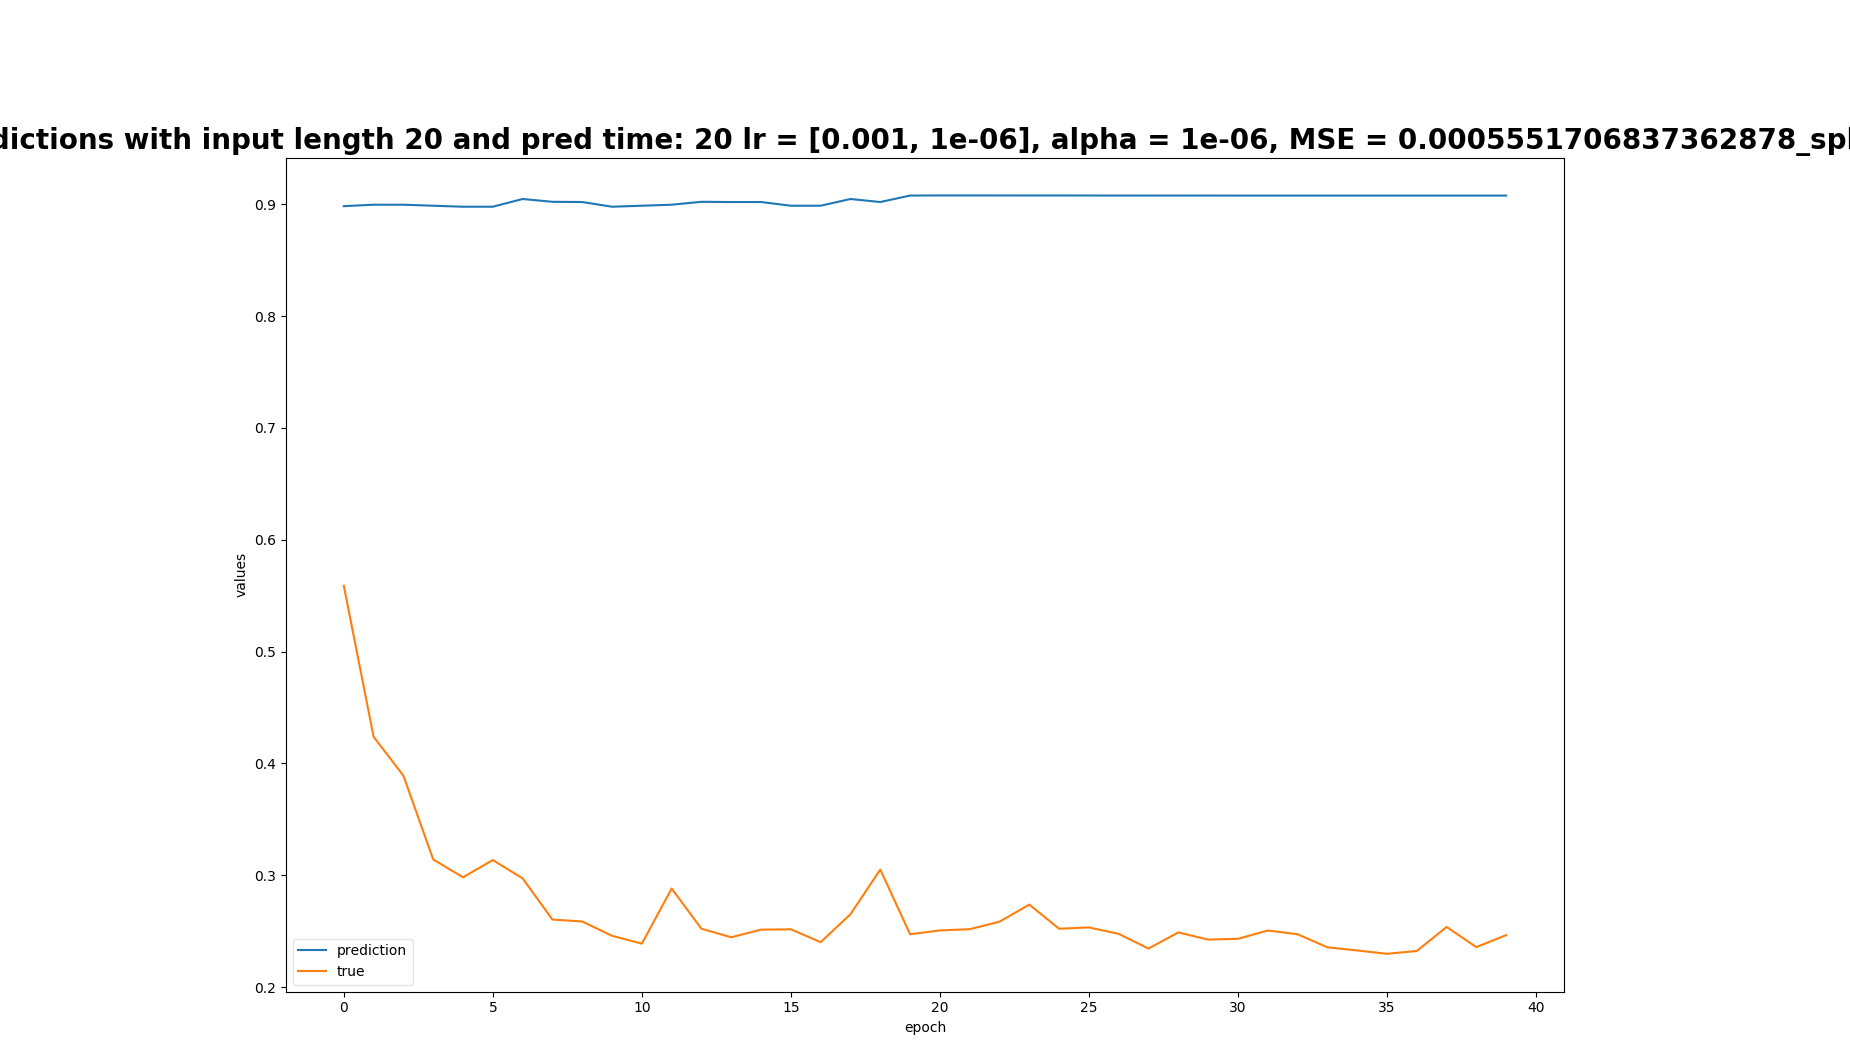 dictions with input length 20 and pred time: 20 lr = [0.001, 1e-06], alpha = 1e-06, MSE = 0.0005551706837362878_spl
0.9
0.8
0.7
0.6
0.5
0.4
0.3
0.2
values
prediction
true
0 5 10 15 20 25 30 35 40
epoch